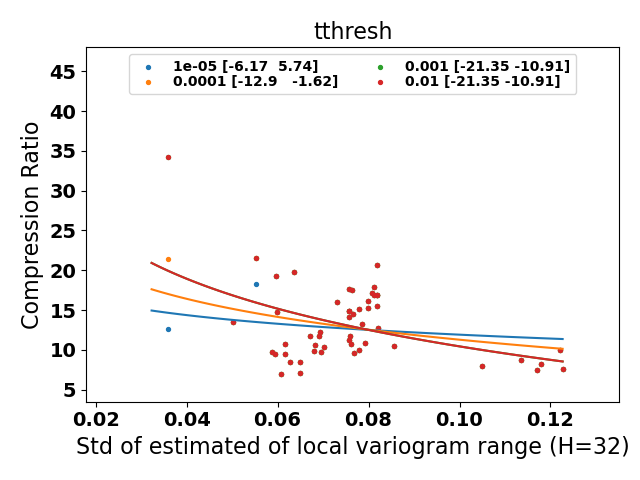 tthresh
1e-05 [-6.17  5.74]
0.0001 [-12.9   -1.62]
0.001 [-21.35 -10.91]
0.01 [-21.35 -10.91]
Compression Ratio
45
40
35
30
25
20
15
10
5
0.02 0.04 0.06 0.08 0.10 0.12
Std of estimated of local variogram range (H=32)